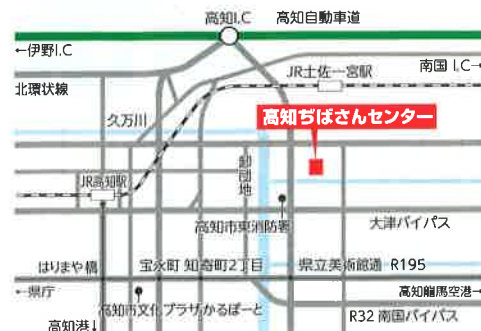 高知I.C
高知自動車道
←伊野I.C
JR土佐一宮駅
南国 I.C→
北環状線
久万川
高知ぢばさんセンター
卸団地
JR高知駅
高知市東消防署
大津バイパス
はりまや橋
宝永町
知寄町2丁目
県立美術館通
R195
←県庁
高知龍馬空港→
高知市文化プラザかるぽーと
高知港↓
R32 南国バイパス